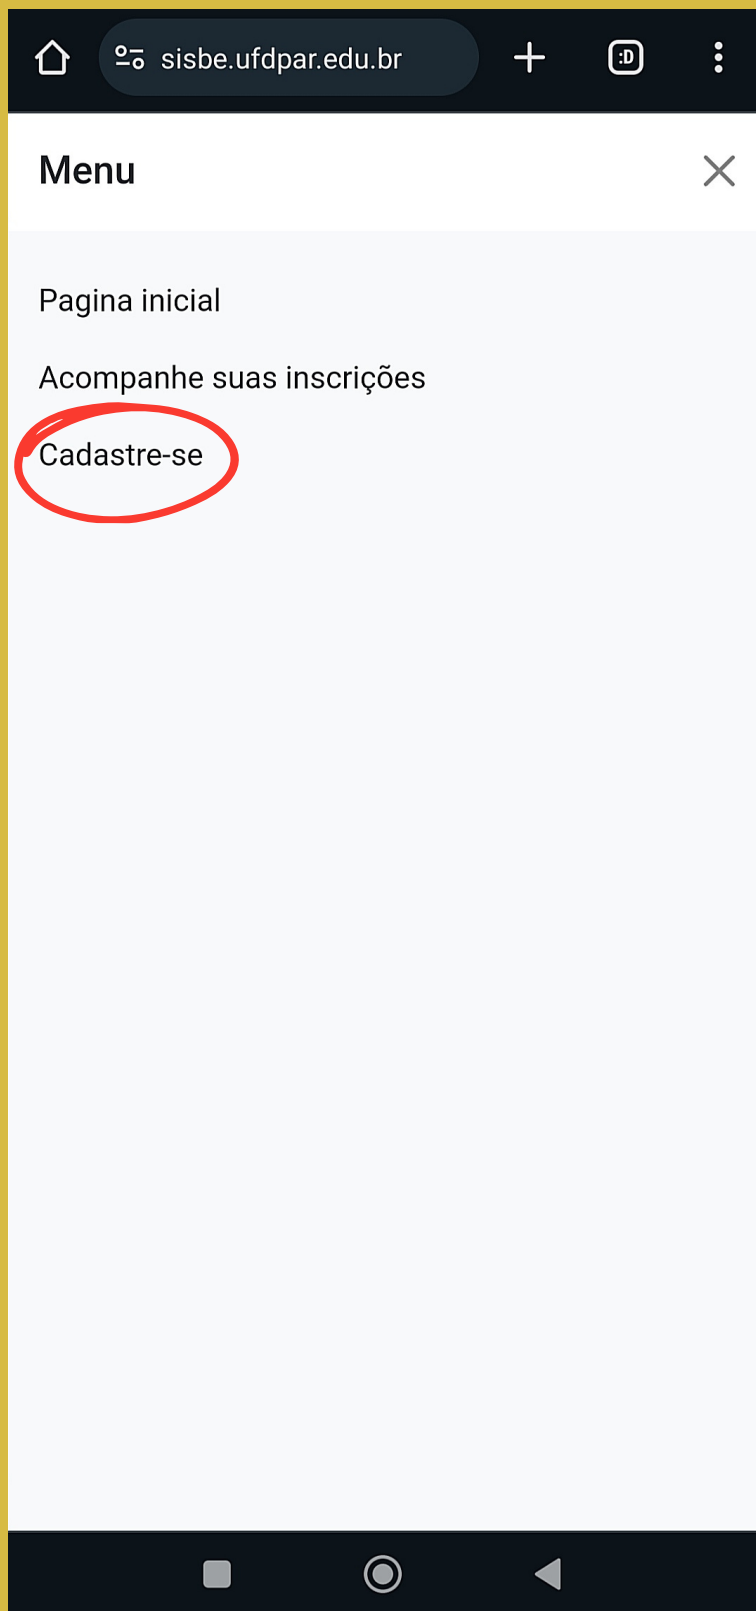 sisbe.ufdpar.edu.br
:D
Menu
Pagina inicial
Acompanhe suas inscrições
Cadastre-se